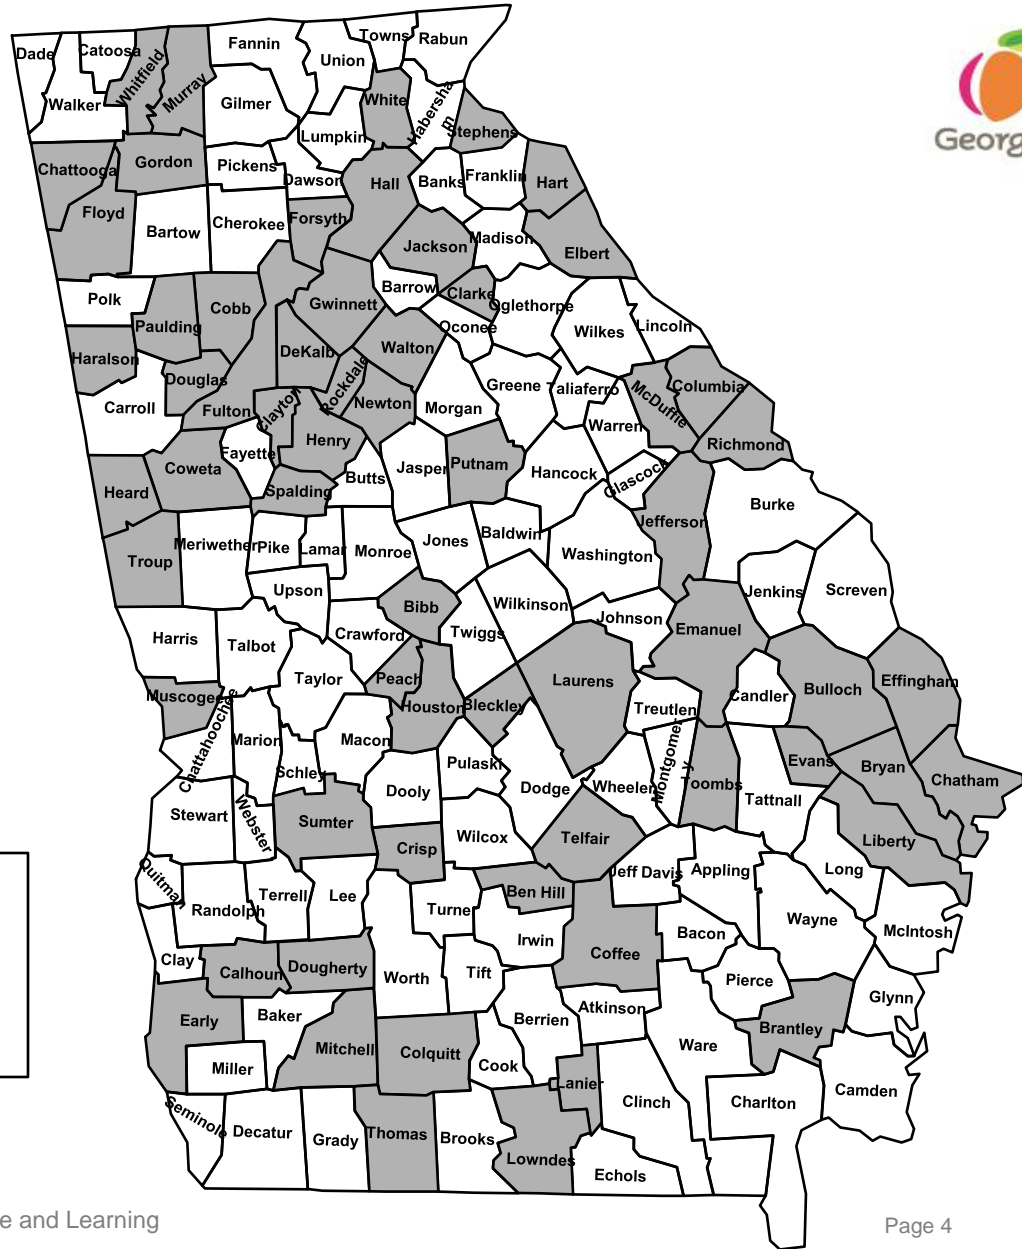 Dade
Catoosa
Whitfield
Murray
Fannin
Union
Towns
Rabun
Walker
Gilmer
White
Habersha
m
Stephens
Lumpkin
Chattooga
Gordon
Pickens
Dawson
Hall
Banks
Franklin
Hart
Floyd
Bartow
Cherokee
Forsyth
Jackson
Madison
Elbert
Georg
Polk
Paulding
Cobb
Gwinnett
Barrow
Clarke
Oglethorpe
Oconee
Wilkes
Lincoln
Haralson
Douglas
DeKalb
Rockdale
Walton
Greene
Taliaferro
McDuffie
Columbia
Carroll
Fulton
Clayton
Newton
Morgan
Warren
Richmond
Coweta
Fayette
Henry
Butts
Jasper
Putnam
Hancock
Glascock
Heard
Spalding
Burke
Troup
Meriwether
Pike
Lamar
Monroe
Jones
Baldwin
Washington
Jefferson
Upson
Bibb
Wilkinson
Johnson
Jenkins
Screven
Harris
Talbot
Crawford
Twiggs
Emanuel
Muscogee
Taylor
Peach
Houston
Bleckley
Laurens
Treutlen
Candler
Bulloch
Effingham
Chattahoochee
Marion
Schley
Macon
Pulaski
Dodge
Wheeler
Montgomer
y
Toombs
Evans
Bryan
Chatham
Stewart
Webster
Sumter
Dooly
Wilcox
Telfair
Tattnall
Liberty
Crisp
Quitman
Randolph
Terrell
Lee
Turner
Ben Hill
Jeff Davis
Appling
Long
Wayne
McIntosh
Clay
Calhoun
Dougherty
Worth
Tift
Irwin
Coffee
Bacon
Pierce
Glynn
Early
Baker
Mitchell
Colquitt
Cook
Berrien
Atkinson
Ware
Brantley
Miller
Lanier
Clinch
Charlton
Camden
Seminole
Decatur
Grady
Thomas
Brooks
Lowndes
Echols
e and Learning
Page 4